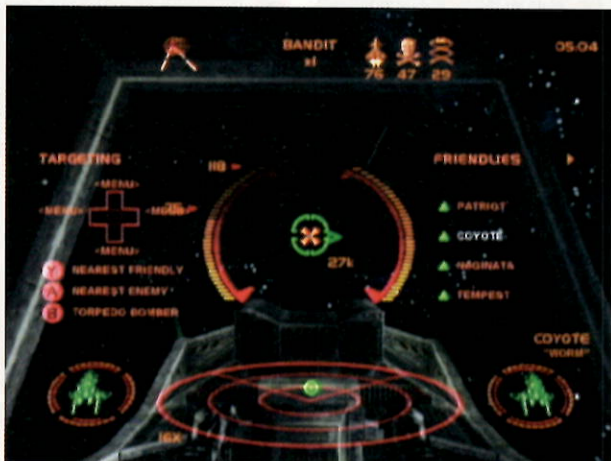 BANDIT
x1
76 47 29
05:04
TARGETING
<MENU>
<MENU>
<MENU>
Y NEAREST FRIENDLY
A NEAREST ENEMY
B TORPEDO BOMBER
118
27k
FRIENDLIES
PATRIOT
COYOTE
NAGINATA
TEMPEST
COYOTE
"WORM"
16X